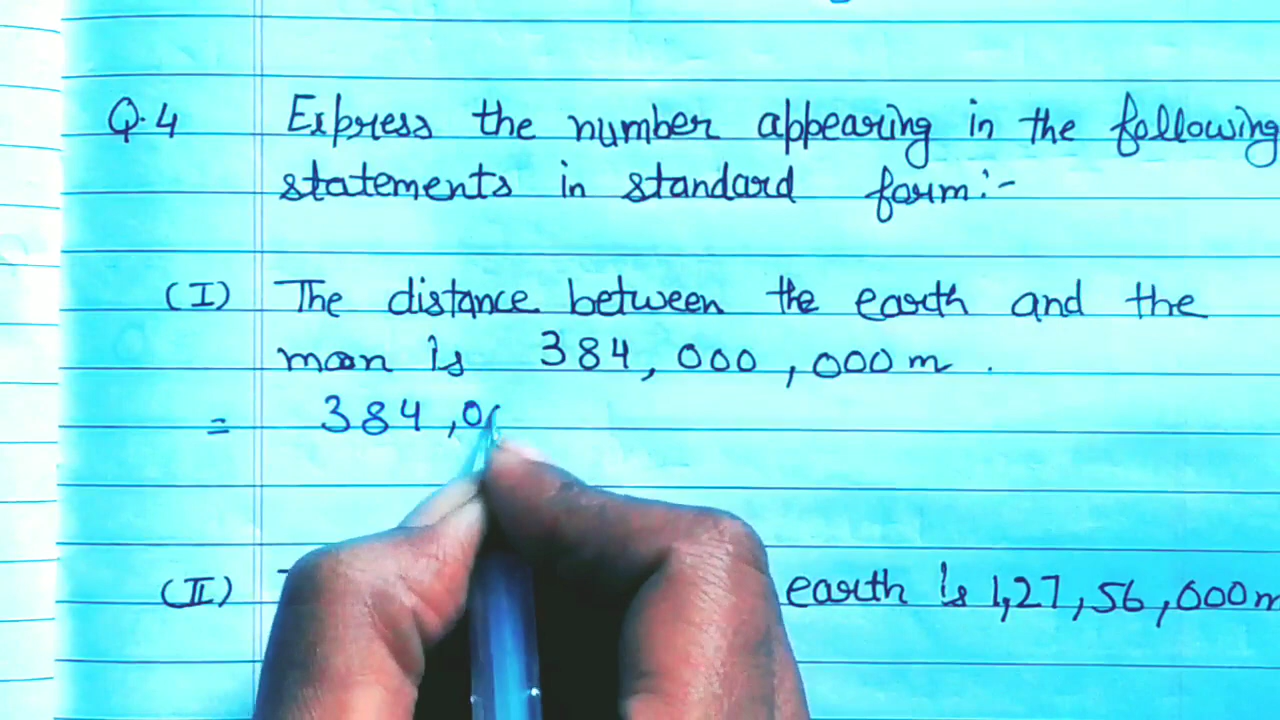 Q.4 Express the number appearing in the following
statements in standard form:-
(I) The distance between the earth and the
moon is 384,000,000m.
= 384,0
(II) earth is 1,27,56,000m